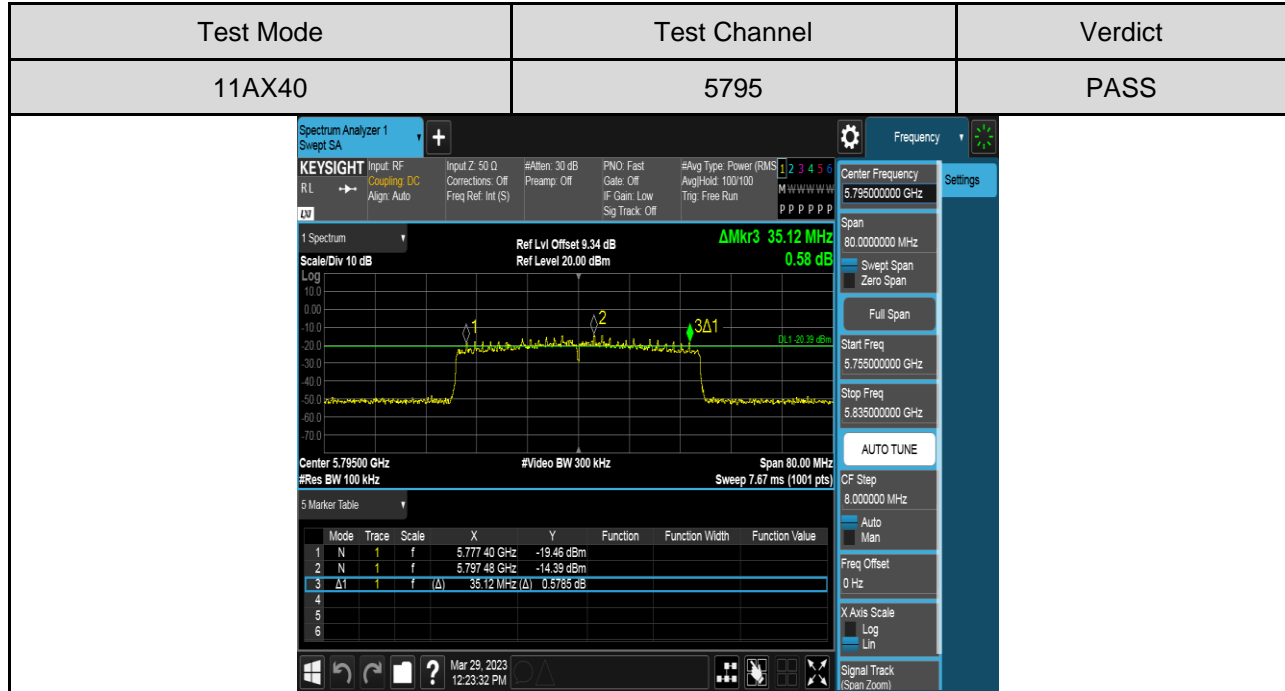 Test Mode Test Channel Verdict
11AX40 5795 PASS
Spectrum Analyzer 1
Swept SA
+
Frequency
KEYSIGHT
RL
LXI
Input: RF
Coupling: DC
Align: Auto
Input Z: 50 Ω
Corrections: Off
Freq Ref: Int (S)
#Atten: 30 dB
Preamp: Off
PNO: Fast
Gate: Off
IF Gain: Low
Sig Track: Off
#Avg Type: Power (RMS
Avg|Hold: 100/100
Trig: Free Run
1 2 3 4 5 6
M W W W W W
P P P P P P
1 Spectrum
Scale/Div 10 dB
Ref Lvl Offset 9.34 dB
Ref Level 20.00 dBm
ΔMkr3 35.12 MHz
0.58 dB
Log
10.0
0.00
-10.0
-20.0
-30.0
-40.0
-50.0
-60.0
-70.0
1
2
3Δ1
DL1 -20.39 dBm
Center 5.79500 GHz #Video BW 300 kHz Span 80.00 MHz
#Res BW 100 kHz Sweep 7.67 ms (1001 pts)
5 Marker Table
Mode Trace Scale X Y Function Function Width Function Value
1 N 1 f 5.777 40 GHz -19.46 dBm
2 N 1 f 5.797 48 GHz -14.39 dBm
3 Δ1 1 f (Δ) 35.12 MHz (Δ) 0.5785 dB
4
5
6
?
Mar 29, 2023
12:23:32 PM
Center Frequency
5.795000000 GHz
Settings
Span
80.0000000 MHz
Swept Span
Zero Span
Full Span
Start Freq
5.755000000 GHz
Stop Freq
5.835000000 GHz
AUTO TUNE
CF Step
8.000000 MHz
Auto
Man
Freq Offset
0 Hz
X Axis Scale
Log
Lin
Signal Track
(Span Zoom)